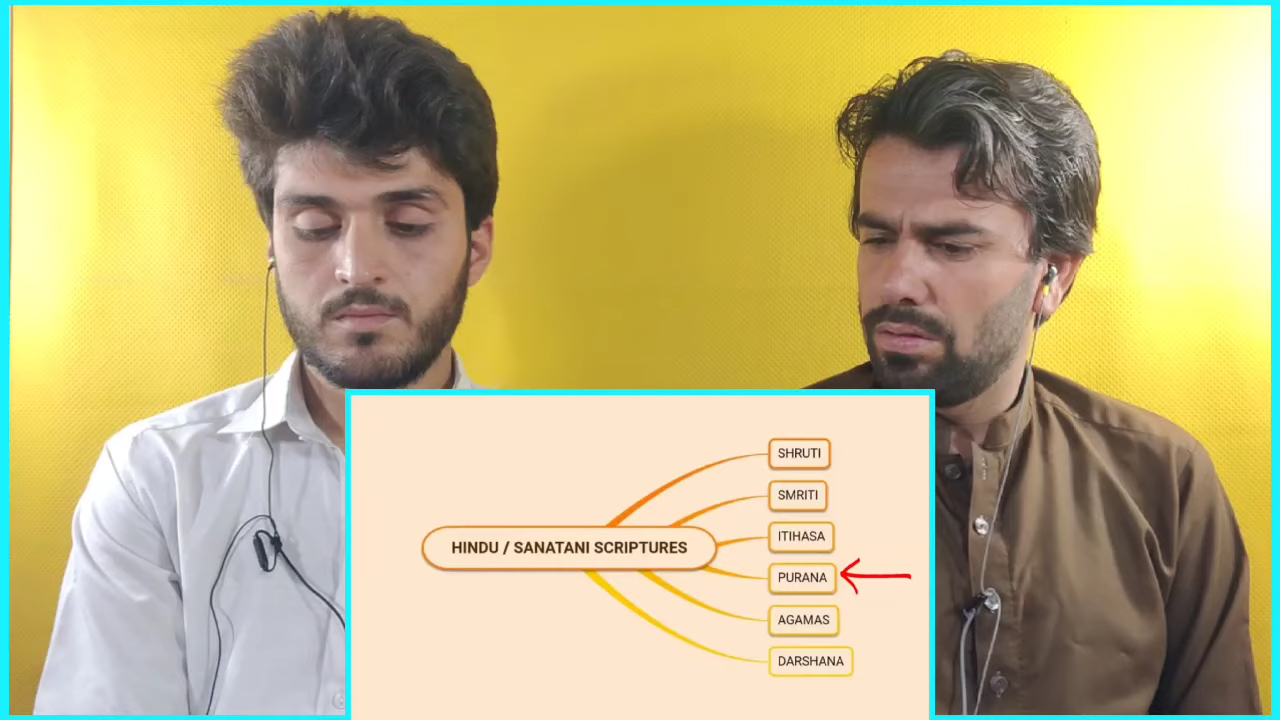 SHRUTI
SMRITI
ITIHASA
HINDU / SANATANI SCRIPTURES
PURANA
AGAMAS
DARSHANA